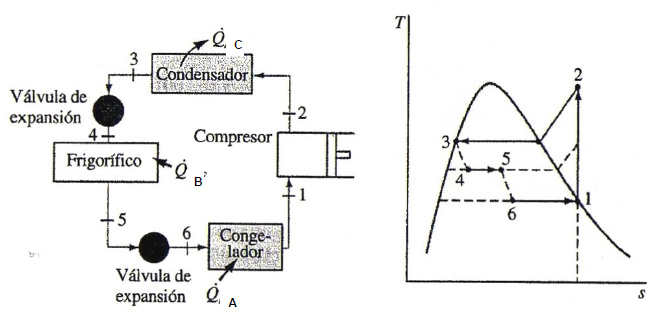 Q̇, C
3
Condensador
Válvula de
expansión
4
2
Compresor
Frigorífico
Q̇
B
1
5
6
Conge-
lador
Válvula de
expansión
Q̇, A
T
2
3
5
4
6
1
s